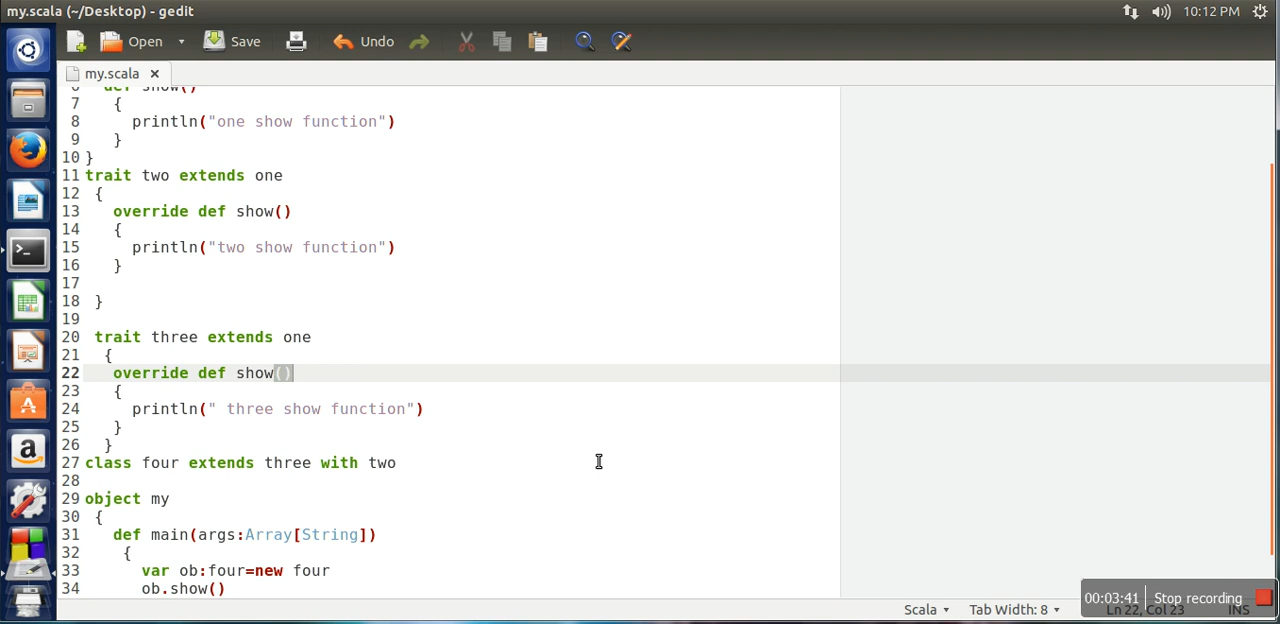 my.scala (~/Desktop) - gedit
10:12 PM
Open Save Undo
my.scala ×
6 def show()
7 {
8 println("one show function")
9 }
10 }
11 trait two extends one
12 {
13 override def show()
14 {
15 println("two show function")
16 }
17
18 }
19
20 trait three extends one
21 {
22 override def show()
23 {
24 println(" three show function")
25 }
26 }
27 class four extends three with two
28
29 object my
30 {
31 def main(args:Array[String])
32 {
33 var ob:four=new four
34 ob.show()
Scala Tab Width: 8 Ln 22, Col 23 INS
00:03:41 Stop recording